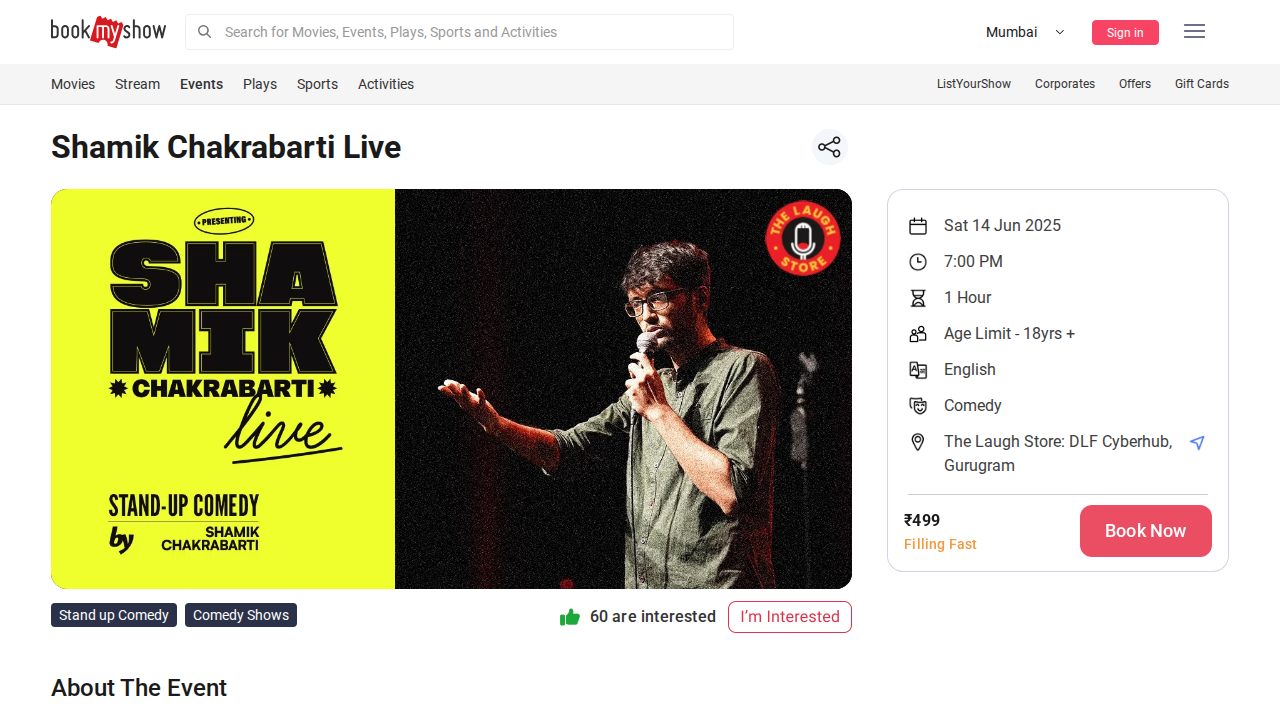 bookmyshow
Search for Movies, Events, Plays, Sports and Activities
Mumbai
Sign in
Movies
Stream
Events
Plays
Sports
Activities
ListYourShow
Corporates
Offers
Gift Cards
Shamik Chakrabarti Live
PRESENTING
SHA
MIK
CHAKRABARTI
live
STAND-UP COMEDY
by SHAMIK
CHAKRABARTI
THE LAUGH
STORE
Sat 14 Jun 2025
7:00 PM
1 Hour
Age Limit - 18yrs +
English
Comedy
The Laugh Store: DLF Cyberhub,
Gurugram
₹499
Filling Fast
Book Now
Stand up Comedy
Comedy Shows
60 are interested
I'm Interested
About The Event